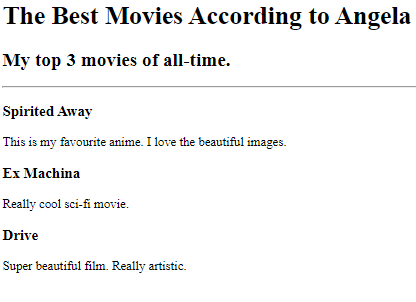 The Best Movies According to Angela
My top 3 movies of all-time.
Spirited Away
This is my favourite anime. I love the beautiful images.
Ex Machina
Really cool sci-fi movie.
Drive
Super beautiful film. Really artistic.